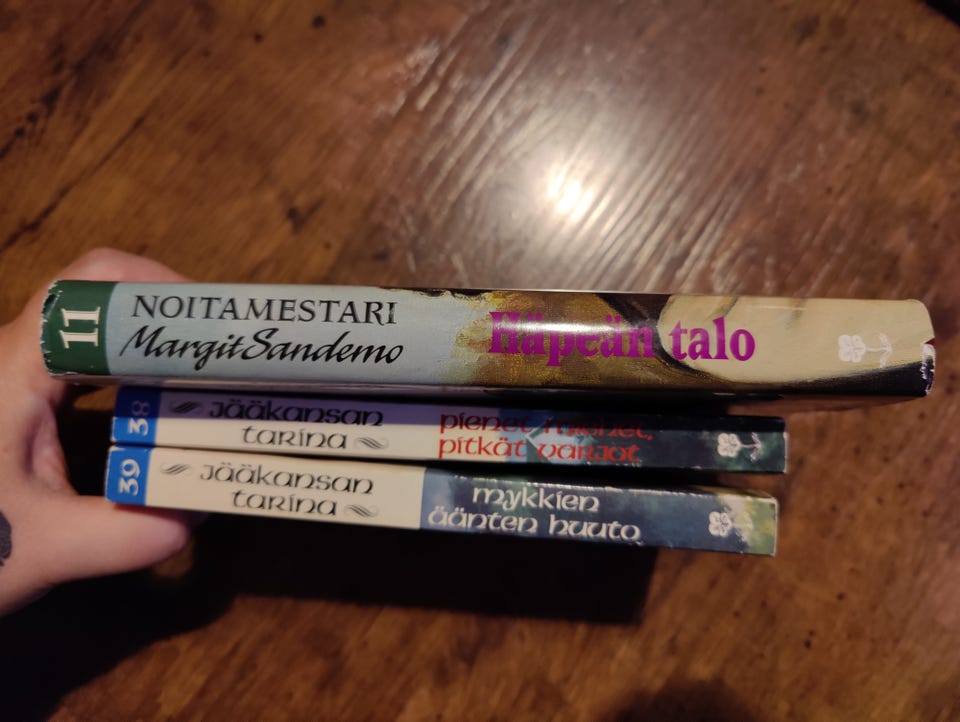 11
NOITAMESTARI
Margit Sandemo
Häpeän talo
38
Jääkansan
tarina
pienet miehet,
pitkät varjot
39
Jääkansan
tarina
mykkien
äänten huuto